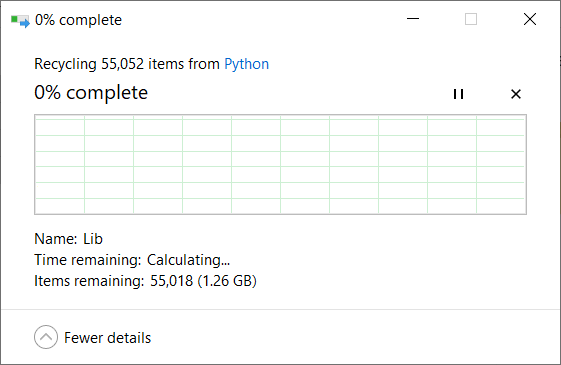 0% complete
Recycling 55,052 items from Python
0% complete
Name: Lib
Time remaining: Calculating...
Items remaining: 55,018 (1.26 GB)
Fewer details